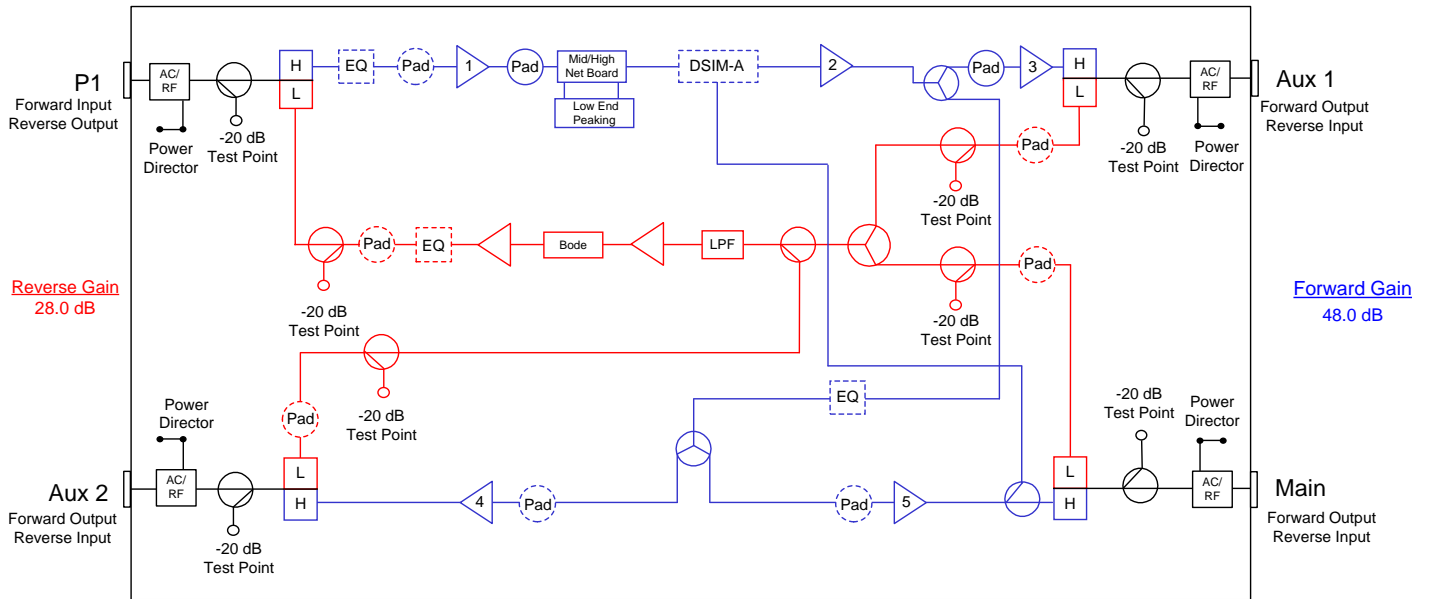 P1
Forward Input
Reverse Output
AC/
RF
Power
Director
-20 dB
Test Point
H
L
EQ
Pad
1
Pad
Mid/High
Net Board
Low End
Peaking
DSIM-A
2
Pad
3
H
L
-20 dB
Test Point
AC/
RF
Power
Director
Aux 1
Forward Output
Reverse Input
-20 dB
Test Point
Pad
Reverse Gain
28.0 dB
-20 dB
Test Point
Pad
EQ
Bode
LPF
-20 dB
Test Point
Pad
Forward Gain
48.0 dB
-20 dB
Test Point
Pad
EQ
Power
Director
AC/
RF
Aux 2
Forward Output
Reverse Input
-20 dB
Test Point
L
H
4
Pad
Pad
5
L
H
-20 dB
Test Point
Power
Director
AC/
RF
Main
Forward Output
Reverse Input